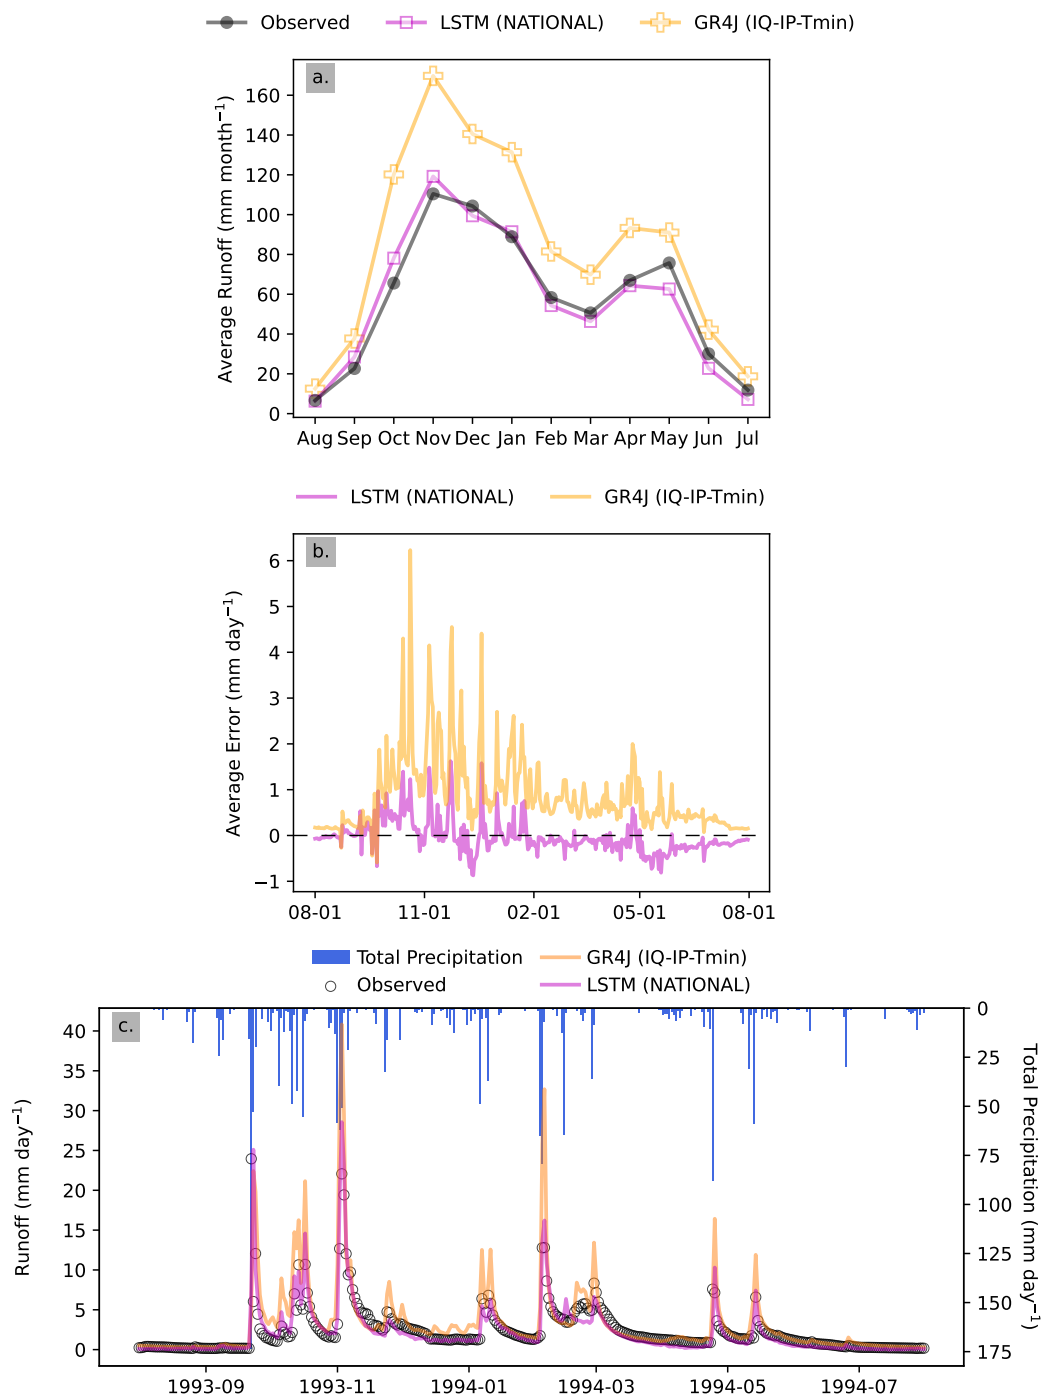 Observed LSTM (NATIONAL) GR4J (IQ-IP-Tmin)
a.
Average Runoff (mm month⁻¹)
160
140
120
100
80
60
40
20
0
Aug Sep Oct Nov Dec Jan Feb Mar Apr May Jun Jul
LSTM (NATIONAL) GR4J (IQ-IP-Tmin)
b.
Average Error (mm day⁻¹)
6
5
4
3
2
1
0
−1
08-01 11-01 02-01 05-01 08-01
Total Precipitation GR4J (IQ-IP-Tmin)
Observed LSTM (NATIONAL)
c.
Runoff (mm day⁻¹)
40
35
30
25
20
15
10
5
0
0
25
50
75
100
125
150
175
Total Precipitation (mm day⁻¹)
1993-09 1993-11 1994-01 1994-03 1994-05 1994-07